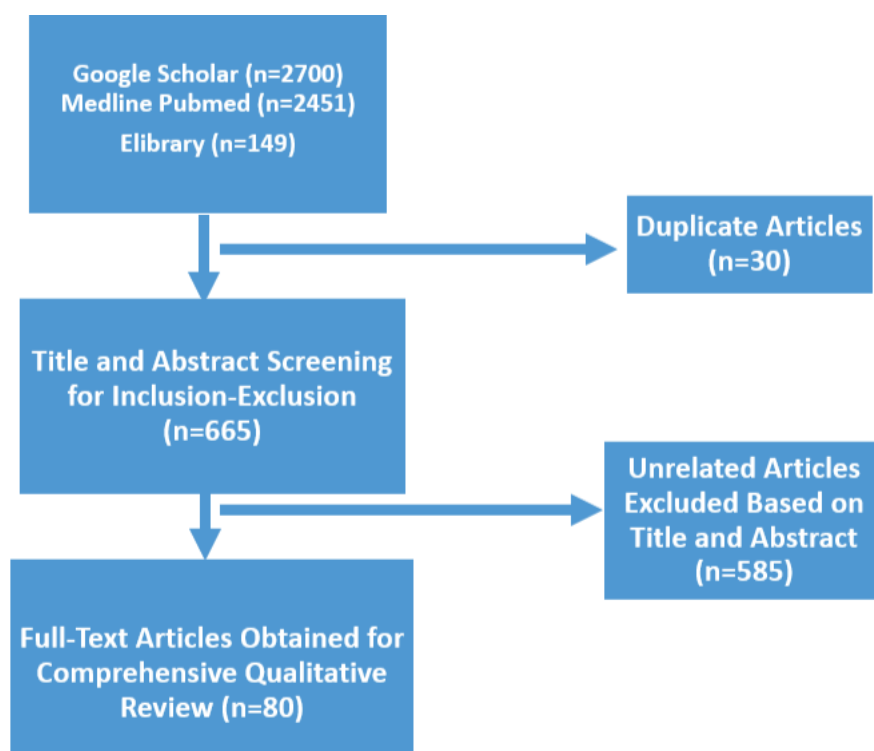 Google Scholar (n=2700)
Medline Pubmed (n=2451)
Elibrary (n=149)
Duplicate Articles
(n=30)
Title and Abstract Screening
for Inclusion-Exclusion
(n=665)
Unrelated Articles
Excluded Based on
Title and Abstract
(n=585)
Full-Text Articles Obtained for
Comprehensive Qualitative
Review (n=80)